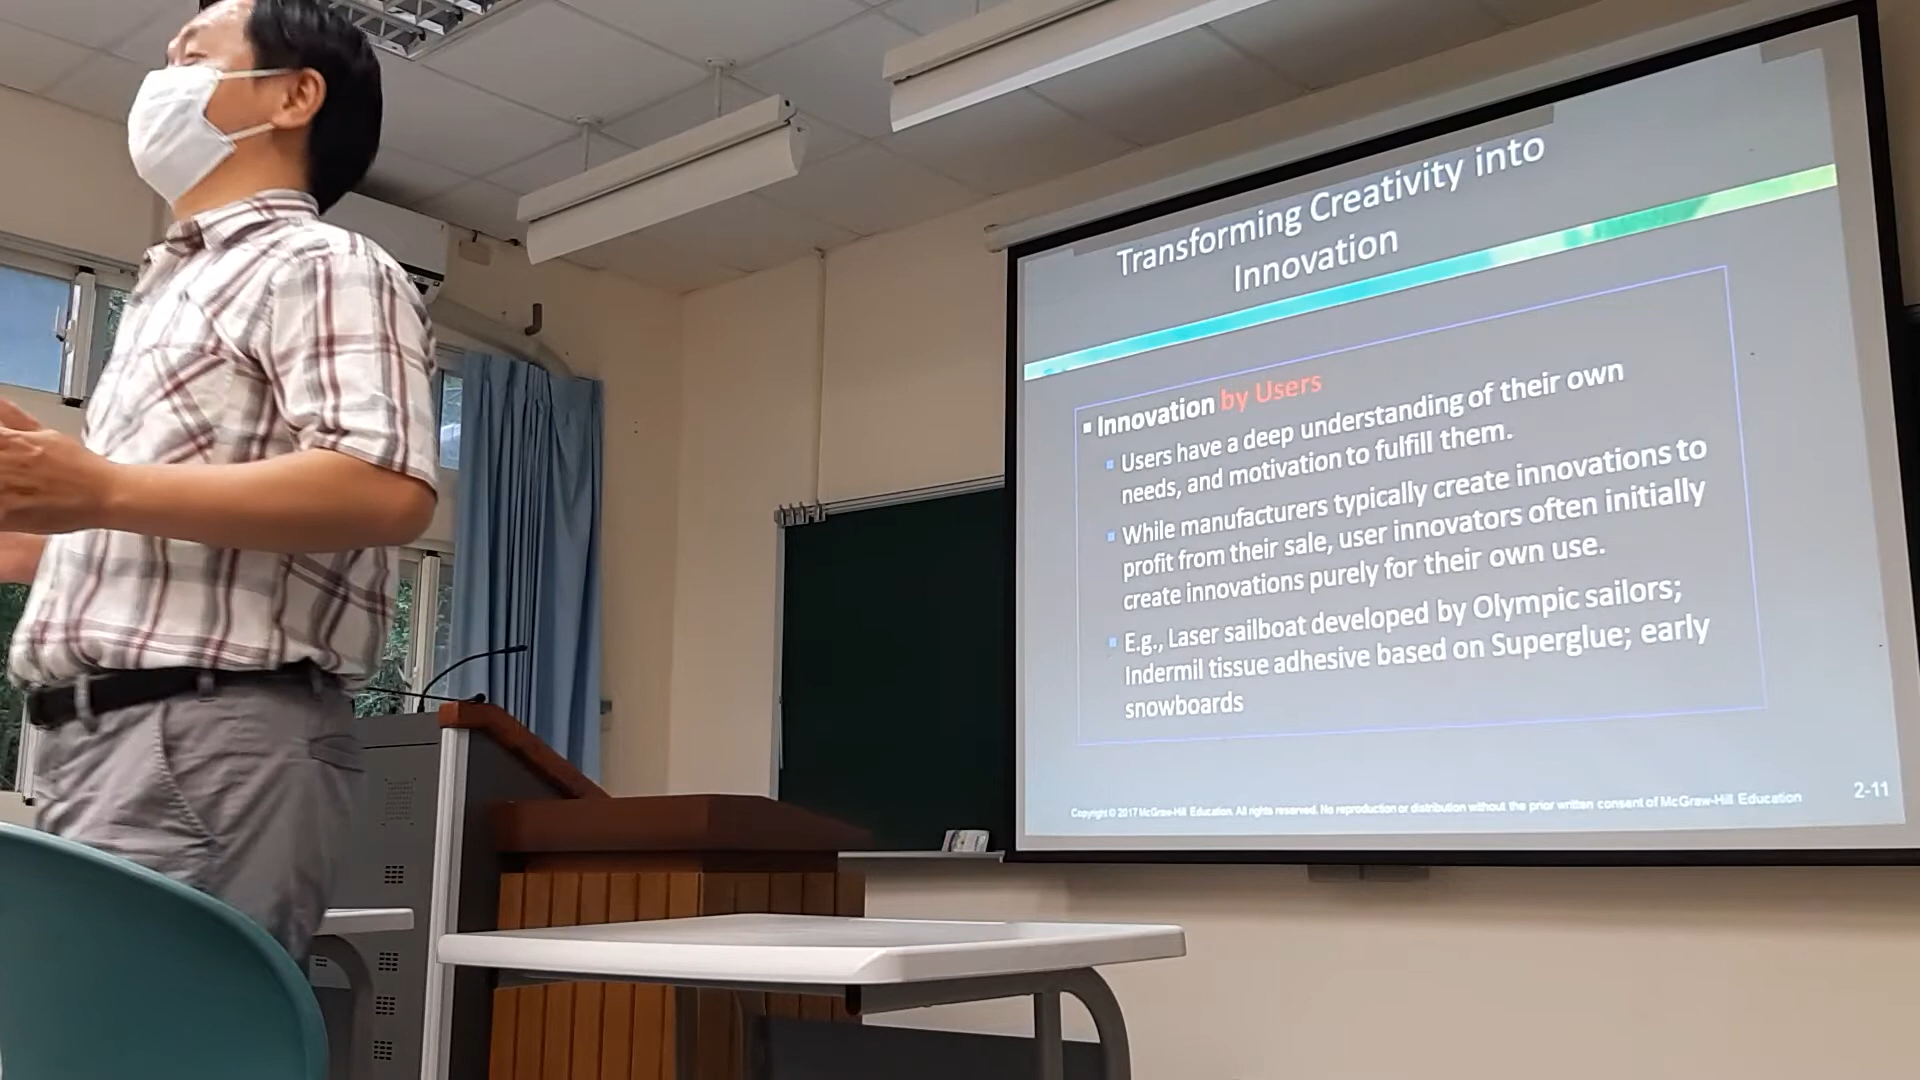 Transforming Creativity into
Innovation
▪ Innovation by Users
▪ Users have a deep understanding of their own
needs, and motivation to fulfill them.
▪ While manufacturers typically create innovations to
profit from their sale, user innovators often initially
create innovations purely for their own use.
▪ E.g., Laser sailboat developed by Olympic sailors;
Indermil tissue adhesive based on Superglue; early
snowboards
Copyright © 2017 McGraw-Hill Education. All rights reserved. No reproduction or distribution without the prior written consent of McGraw-Hill Education
2-11